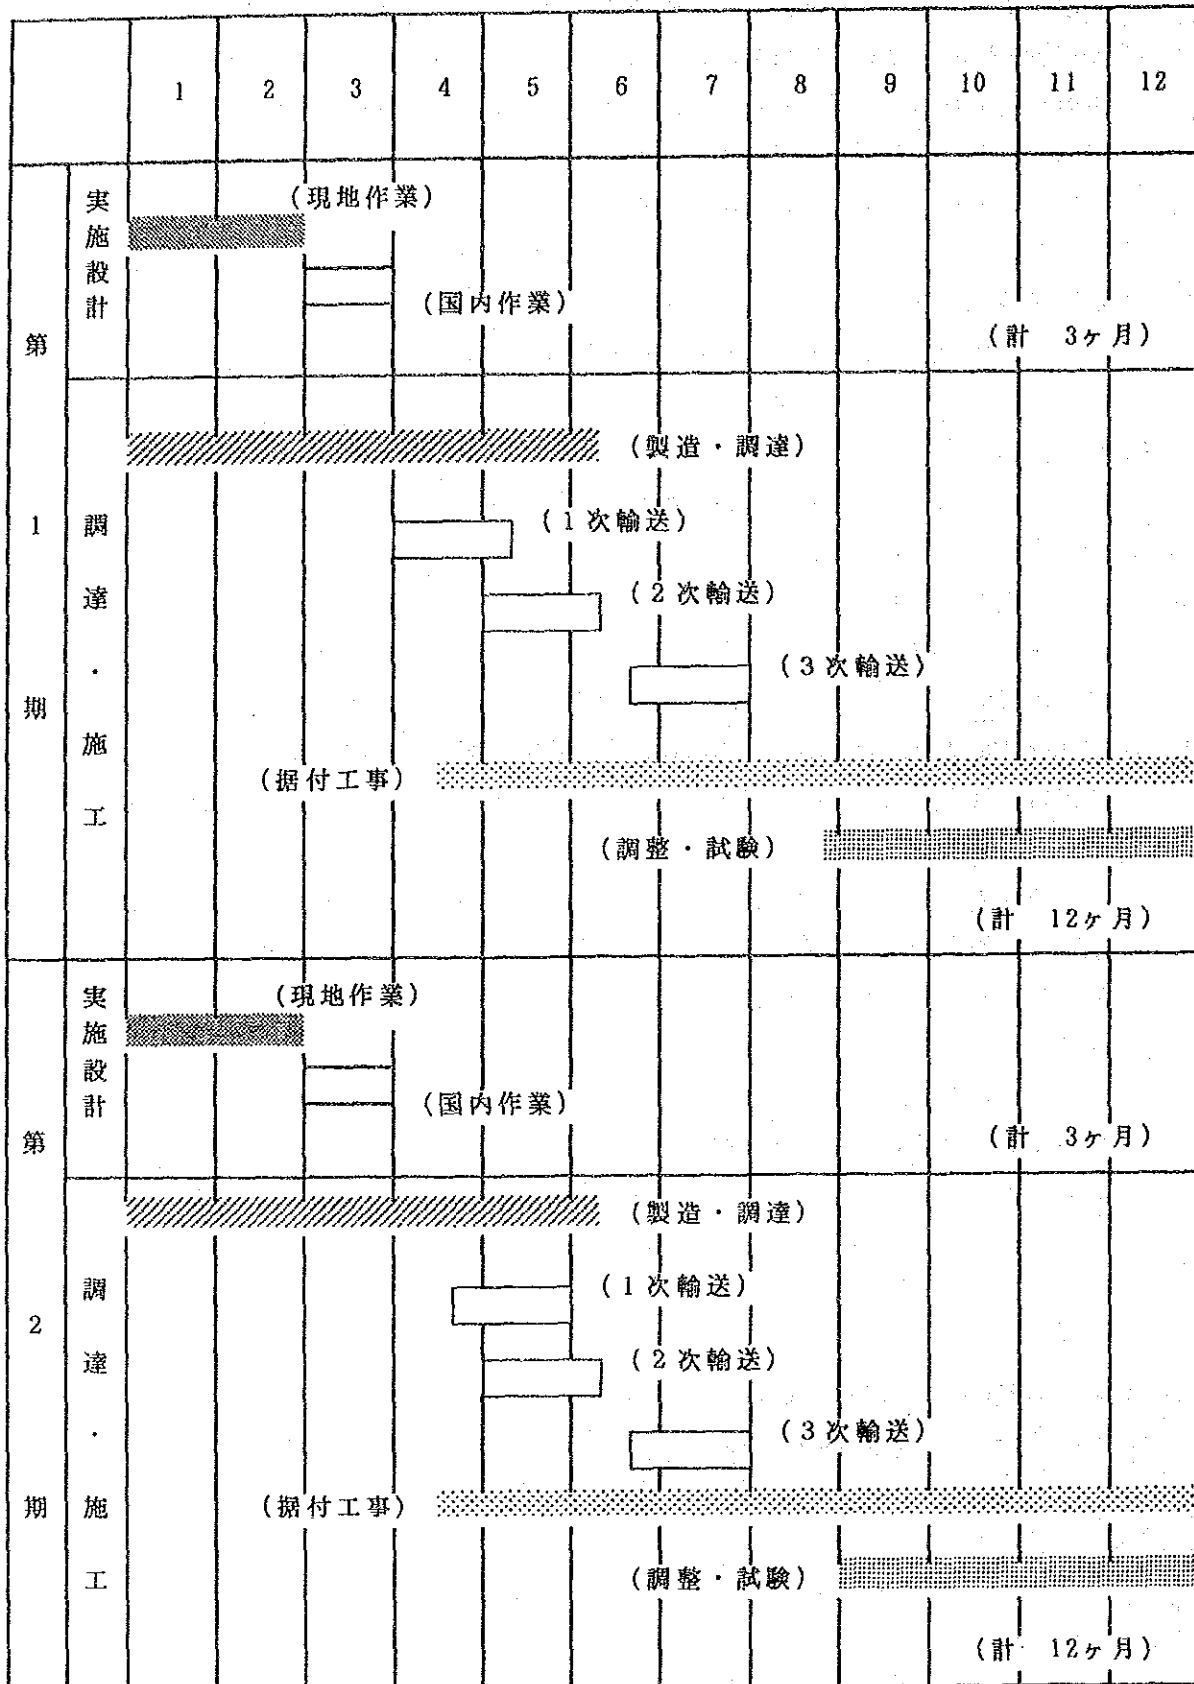 1 2 3 4 5 6 7 8 9 10 11 12
第1期
実施設計
(現地作業)
(国内作業)
(計 3ヶ月)
調達・施工
(製造・調達)
(1次輸送)
(2次輸送)
(3次輸送)
(据付工事)
(調整・試験)
(計 12ヶ月)
第2期
実施設計
(現地作業)
(国内作業)
(計 3ヶ月)
調達・施工
(製造・調達)
(1次輸送)
(2次輸送)
(3次輸送)
(据付工事)
(調整・試験)
(計 12ヶ月)